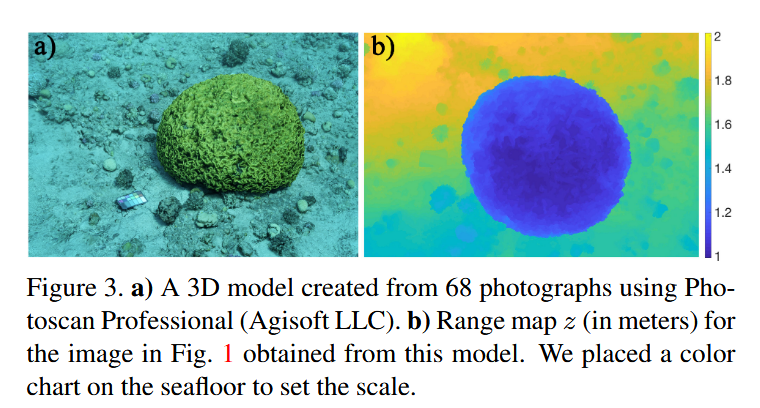 a)
b)
2
1.8
1.6
1.4
1.2
1
Figure 3. a) A 3D model created from 68 photographs using Pho-
toscan Professional (Agisoft LLC). b) Range map z (in meters) for
the image in Fig. 1 obtained from this model. We placed a color
chart on the seafloor to set the scale.